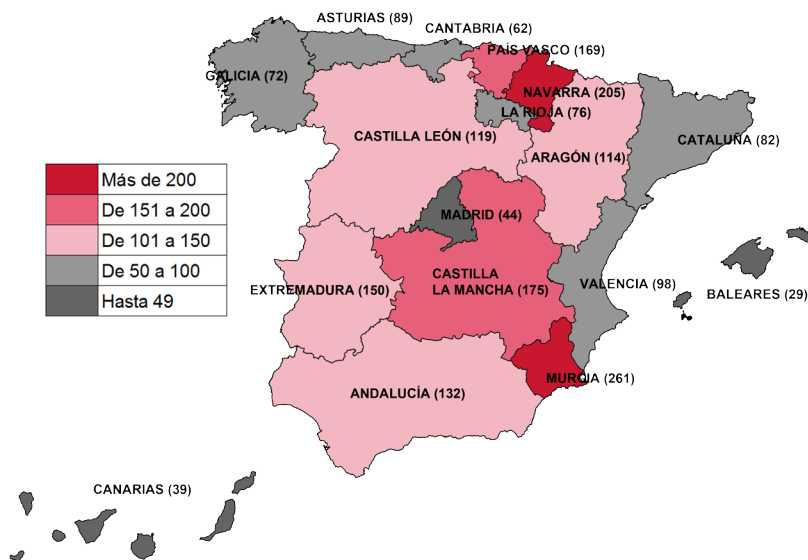 ASTURIAS (89)
CANTABRIA (62)
PAÍS VASCO (169)
GALICIA (72)
NAVARRA (205)
LA RIOJA (76)
CASTILLA LEÓN (119)
CATALUÑA (82)
ARAGÓN (114)
Más de 200
De 151 a 200
De 101 a 150
De 50 a 100
Hasta 49
MADRID (44)
CASTILLA
LA MANCHA (175)
EXTREMADURA (150)
VALENCIA (98)
BALEARES (29)
MURCIA (261)
ANDALUCÍA (132)
CANARIAS (39)